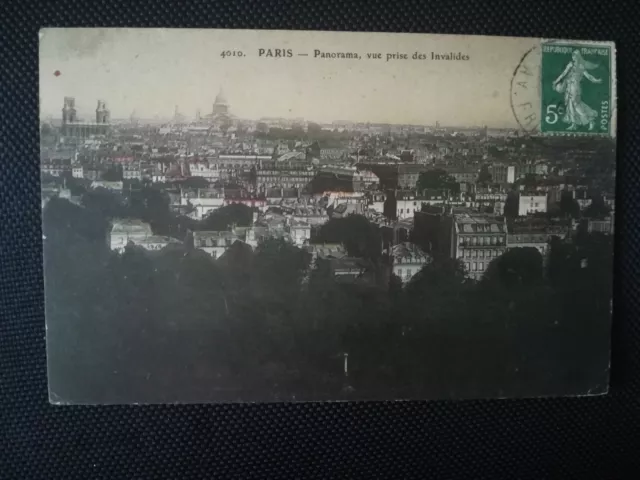 4010. PARIS — Panorama, vue prise des Invalides
REPUBLIQUE FRANÇAISE
5c
POSTES